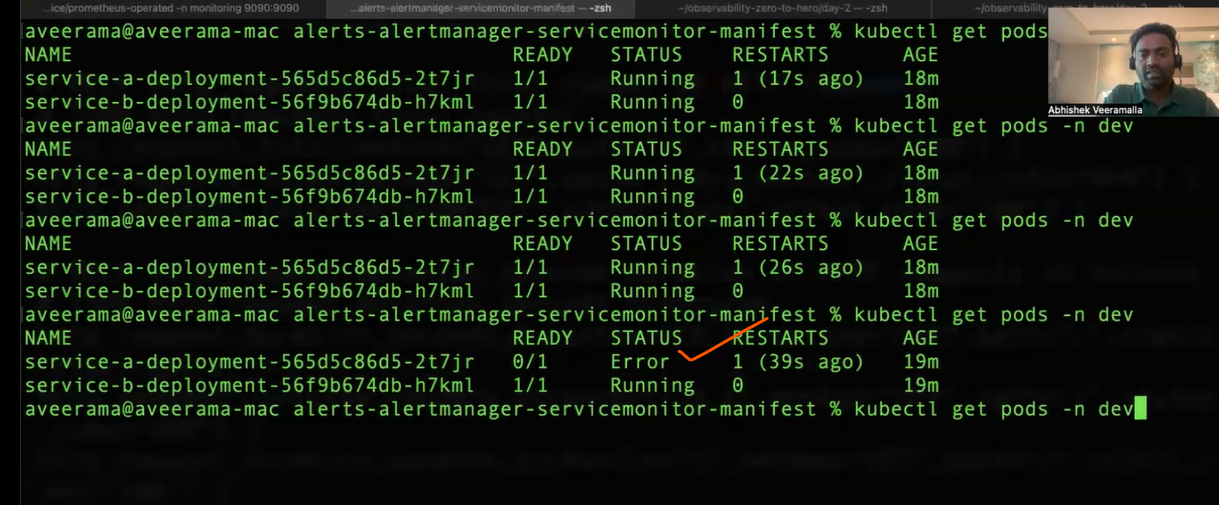 ...ice/prometheus-operated -n monitoring 9090:9090 ...alerts-alertmanager-servicemonitor-manifest — -zsh ~/observability-zero-to-hero/day-2 — -zsh
aveerama@aveerama-mac alerts-alertmanager-servicemonitor-manifest % kubectl get pods
NAME READY STATUS RESTARTS AGE
service-a-deployment-565d5c86d5-2t7jr 1/1 Running 1 (17s ago) 18m
service-b-deployment-56f9b674db-h7kml 1/1 Running 0 18m
Abhishek Veeramalla
aveerama@aveerama-mac alerts-alertmanager-servicemonitor-manifest % kubectl get pods -n dev
NAME READY STATUS RESTARTS AGE
service-a-deployment-565d5c86d5-2t7jr 1/1 Running 1 (22s ago) 18m
service-b-deployment-56f9b674db-h7kml 1/1 Running 0 18m
aveerama@aveerama-mac alerts-alertmanager-servicemonitor-manifest % kubectl get pods -n dev
NAME READY STATUS RESTARTS AGE
service-a-deployment-565d5c86d5-2t7jr 1/1 Running 1 (26s ago) 18m
service-b-deployment-56f9b674db-h7kml 1/1 Running 0 18m
aveerama@aveerama-mac alerts-alertmanager-servicemonitor-manifest % kubectl get pods -n dev
NAME READY STATUS RESTARTS AGE
service-a-deployment-565d5c86d5-2t7jr 0/1 Error 1 (39s ago) 19m
service-b-deployment-56f9b674db-h7kml 1/1 Running 0 19m
aveerama@aveerama-mac alerts-alertmanager-servicemonitor-manifest % kubectl get pods -n dev